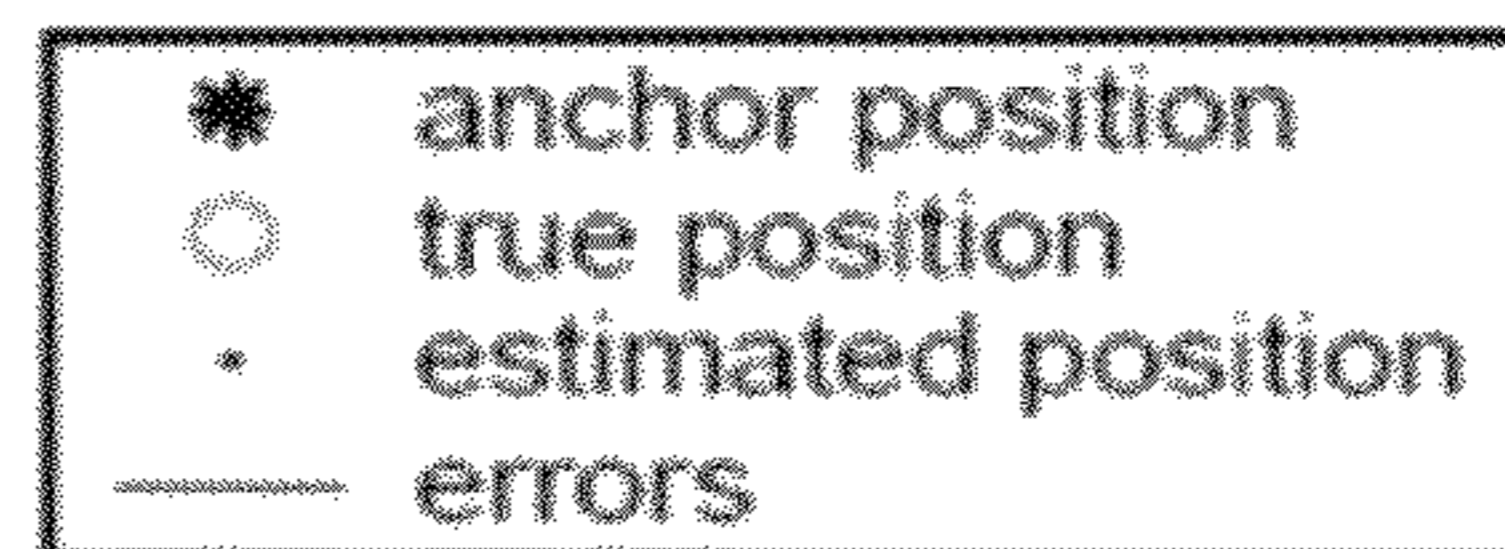 anchor position
true position
estimated position
errors